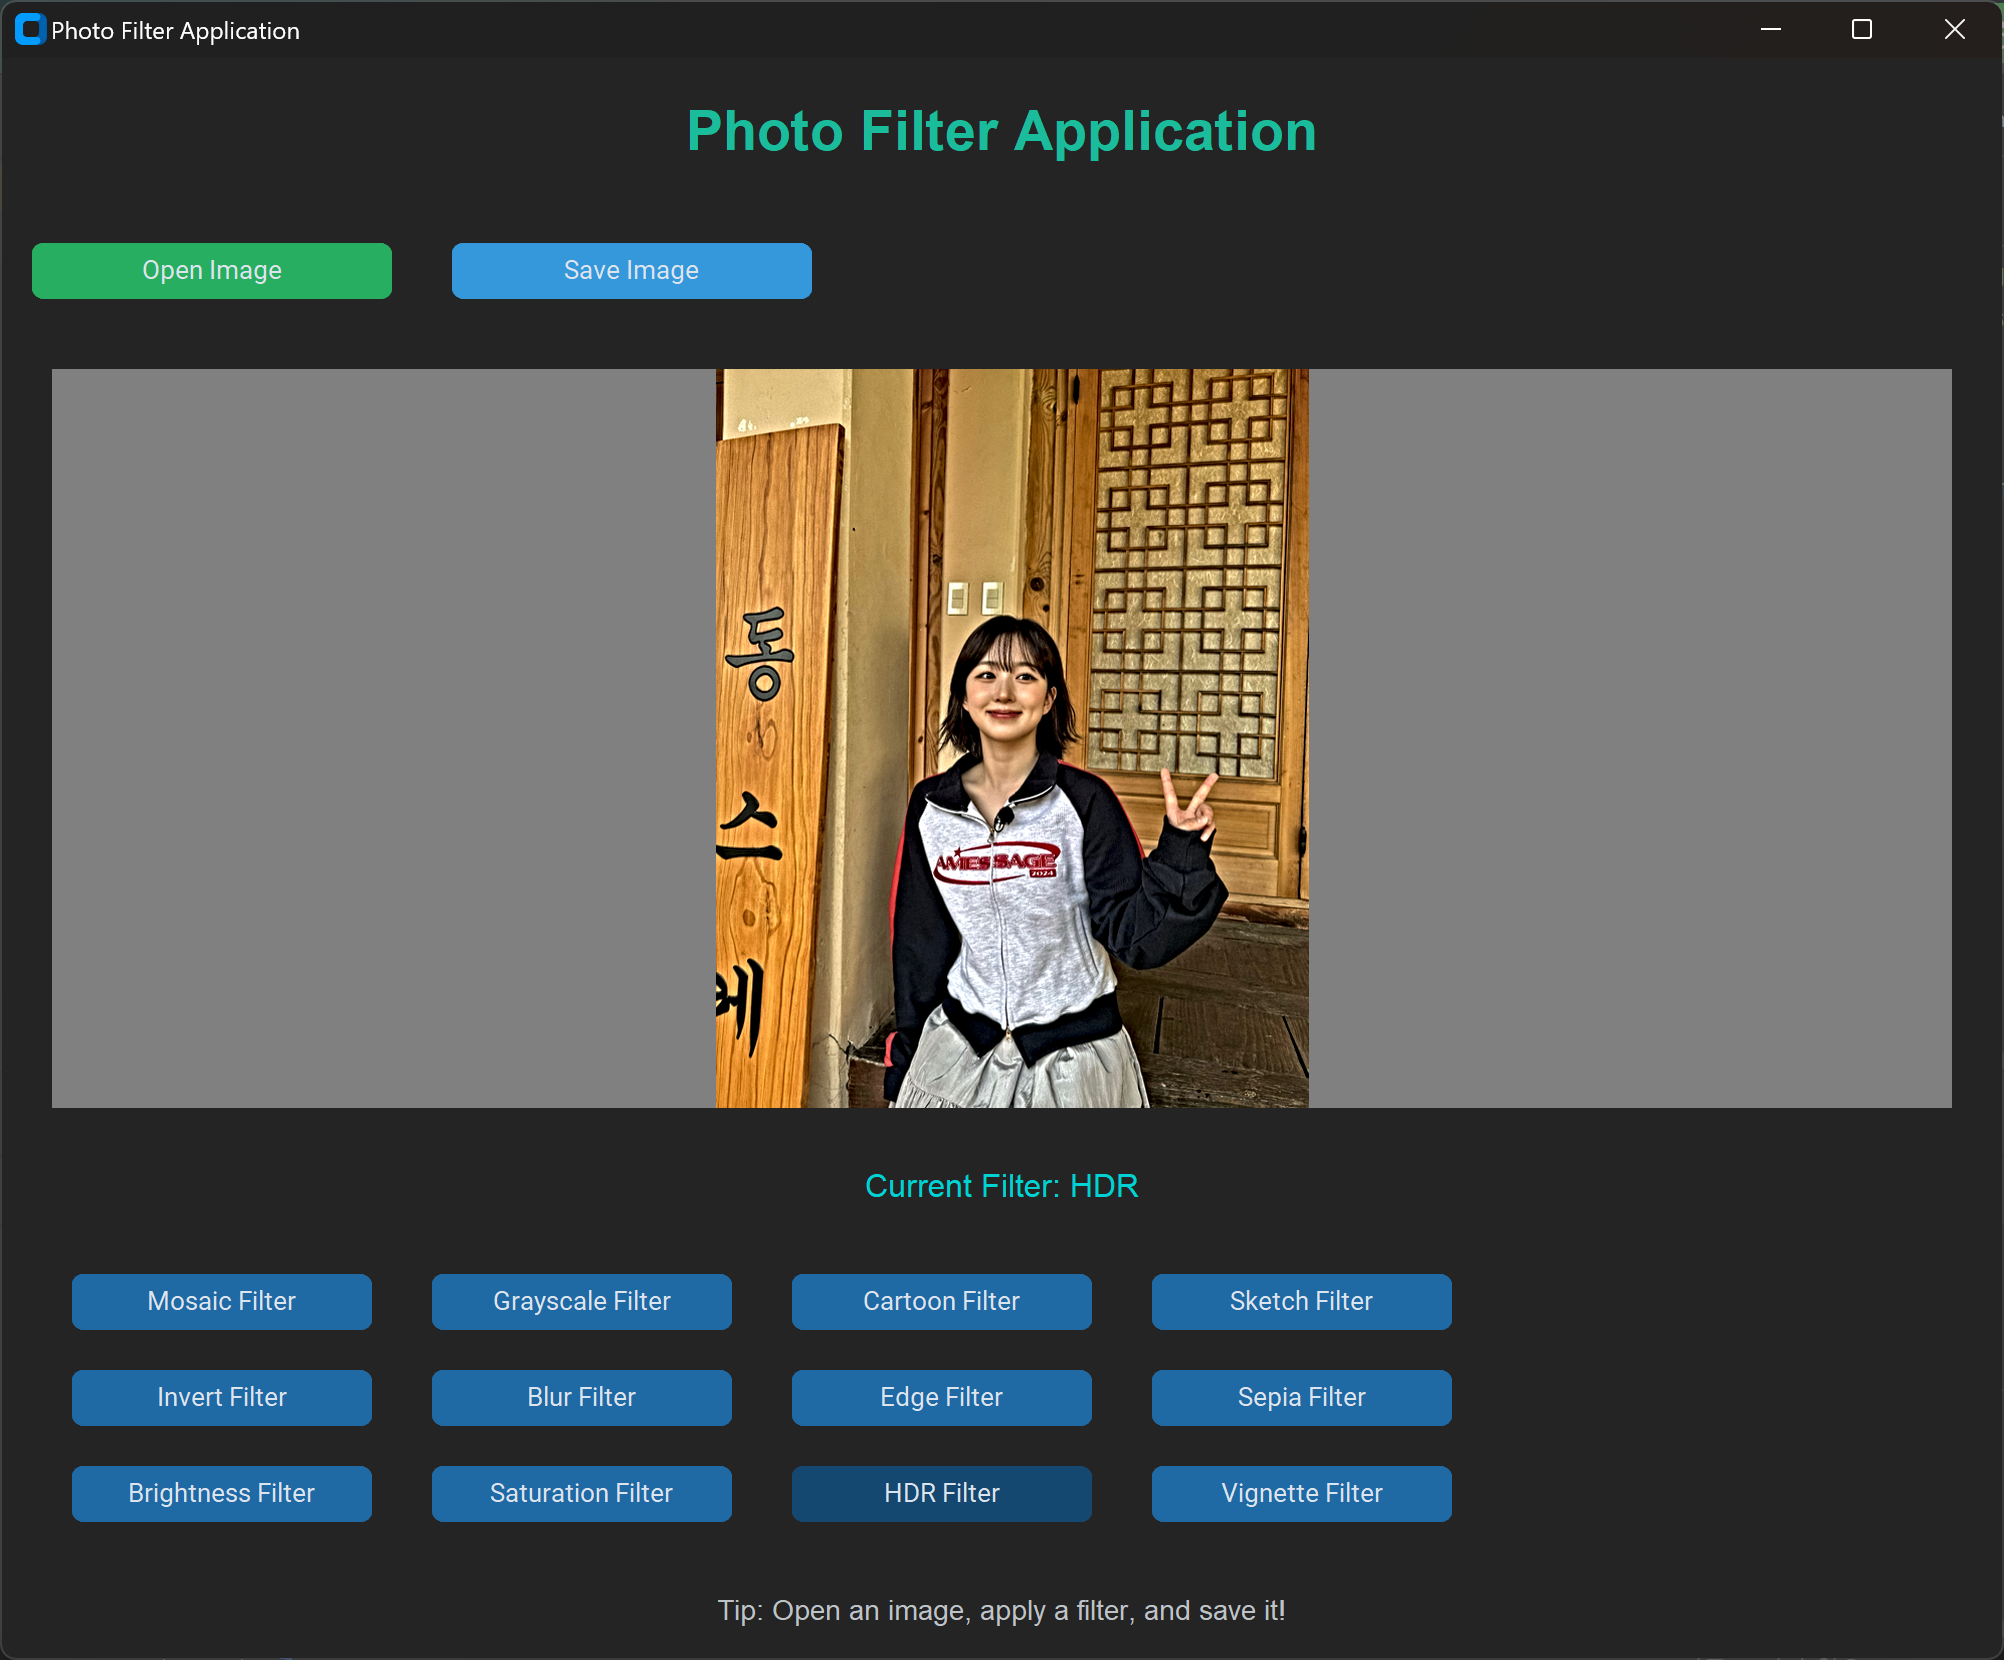 Photo Filter Application
Photo Filter Application
Open Image
Save Image
동
스
베
AMESSAGE
2024
Current Filter: HDR
Mosaic Filter
Grayscale Filter
Cartoon Filter
Sketch Filter
Invert Filter
Blur Filter
Edge Filter
Sepia Filter
Brightness Filter
Saturation Filter
HDR Filter
Vignette Filter
Tip: Open an image, apply a filter, and save it!